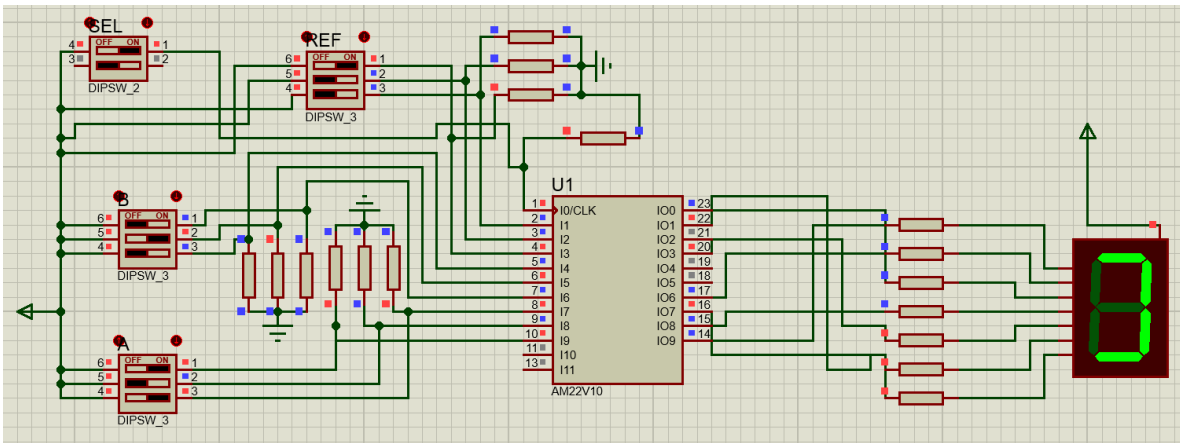 SEL
4 OFF ON 1
3 2
DIPSW_2
REF
6 OFF ON 1
5 2
4 3
DIPSW_3
B
6 OFF ON 1
5 2
4 3
DIPSW_3
A
6 OFF ON 1
5 2
4 3
DIPSW_3
U1
1 I0/CLK IO0 23
2 I1 IO1 22
3 I2 IO2 21
4 I3 IO3 20
5 I4 IO4 19
6 I5 IO5 18
7 I6 IO6 17
8 I7 IO7 16
9 I8 IO8 15
10 I9 IO9 14
11 I10
13 I11
AM22V10